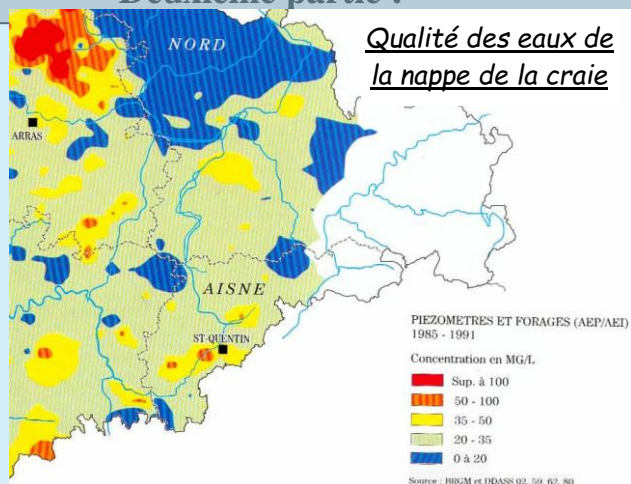 Deuxième partie :
Qualité des eaux de
la nappe de la craie
NORD
ARRAS
AISNE
ST-QUENTIN
PIEZOMETRES ET FORAGES (AEP/AEI)
1985 - 1991
Concentration en MG/L
Sup. à 100
50 - 100
35 - 50
20 - 35
0 à 20
Source : BRGM et DDASS 02, 59, 62, 80